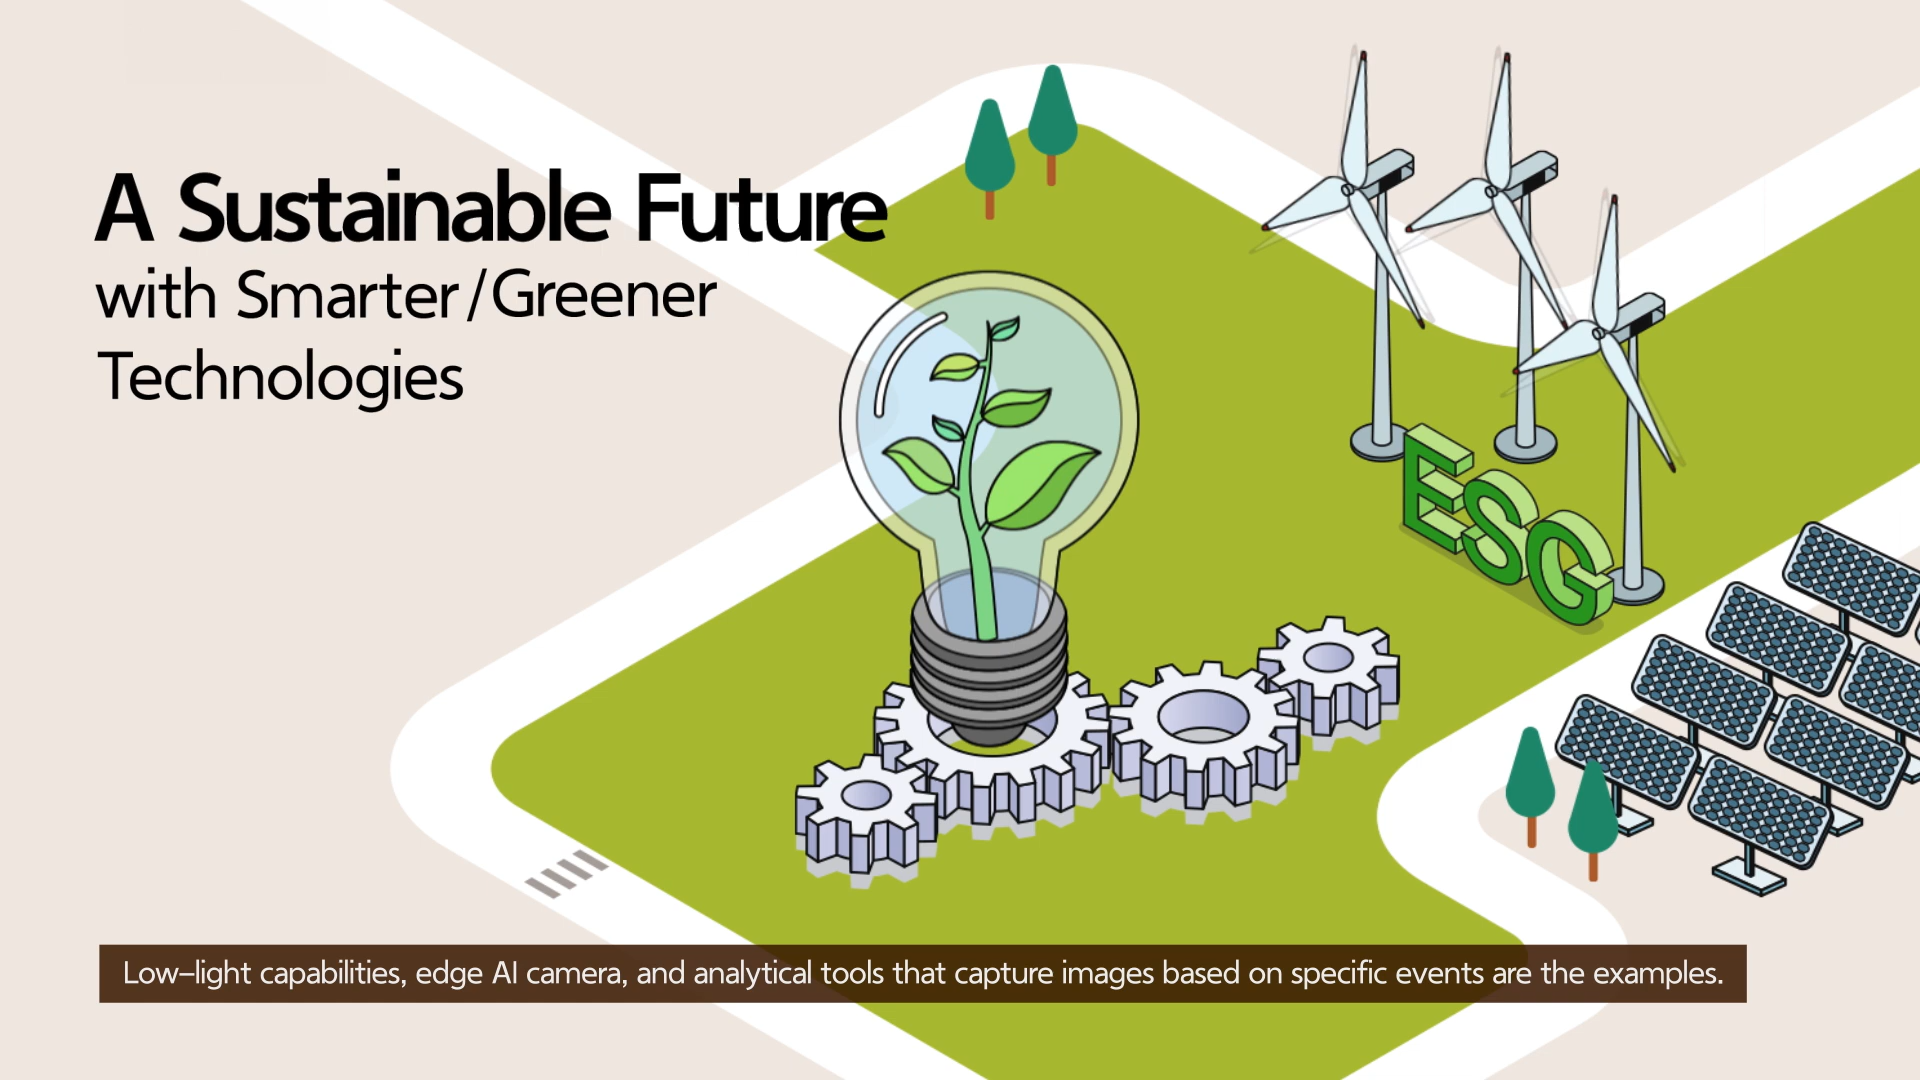 A Sustainable Future
with Smarter/Greener
Technologies
ESG
Low-light capabilities, edge AI camera, and analytical tools that capture images based on specific events are the examples.